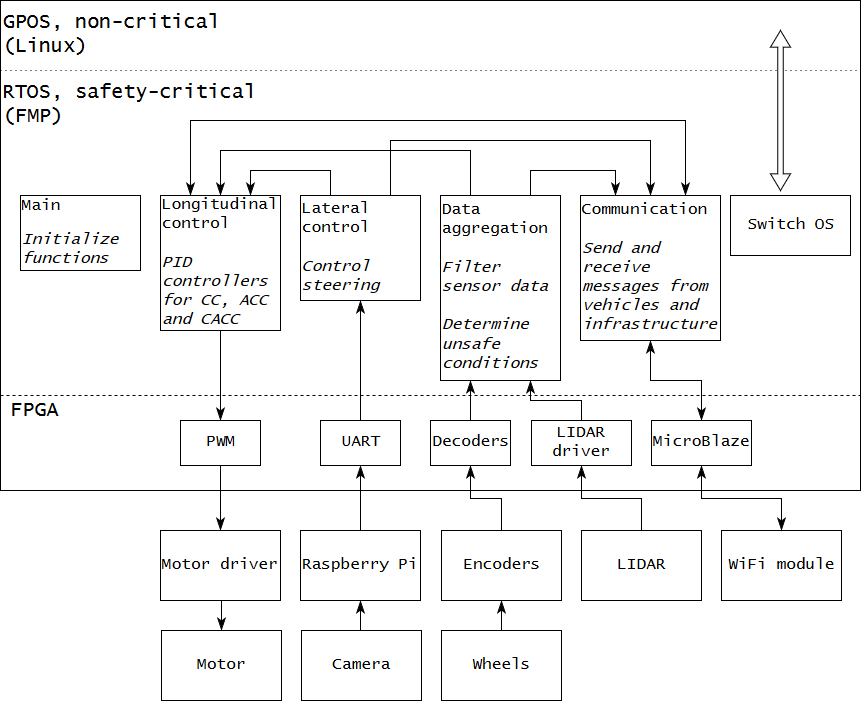 GPOS, non-critical
(Linux)
RTOS, safety-critical
(FMP)
Main
Initialize
functions
Longitudinal
control
PID
controllers
for CC, ACC
and CACC
Lateral
control
Control
steering
Data
aggregation
Filter
sensor data
Determine
unsafe
conditions
Communication
Send and
receive
messages from
vehicles and
infrastructure
Switch OS
FPGA
PWM
UART
Decoders
LIDAR
driver
MicroBlaze
Motor driver
Raspberry Pi
Encoders
LIDAR
WiFi module
Motor
Camera
Wheels